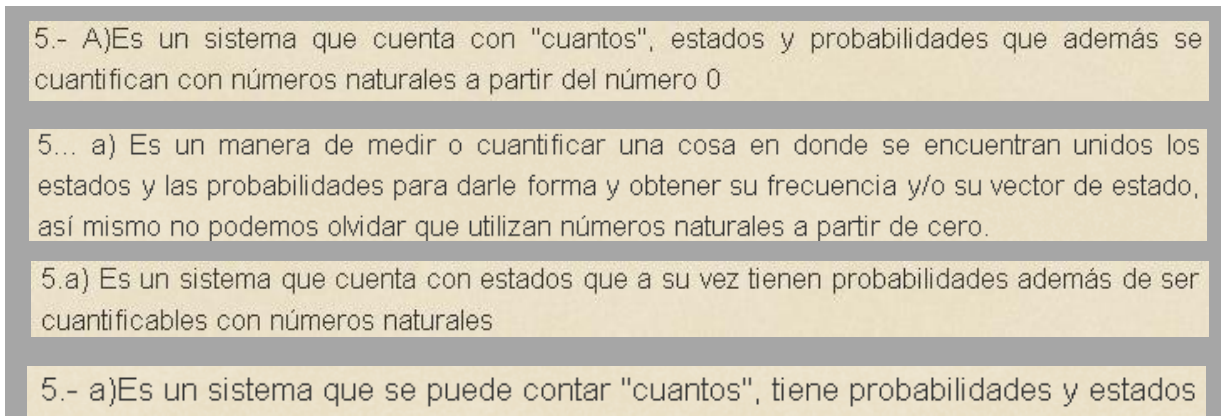 5.- A)Es un sistema que cuenta con "cuantos", estados y probabilidades que además se
cuantifican con números naturales a partir del número 0
5... a) Es un manera de medir o cuantificar una cosa en donde se encuentran unidos los
estados y las probabilidades para darle forma y obtener su frecuencia y/o su vector de estado,
así mismo no podemos olvidar que utilizan números naturales a partir de cero.
5.a) Es un sistema que cuenta con estados que a su vez tienen probabilidades además de ser
cuantificables con números naturales
5.- a)Es un sistema que se puede contar "cuantos", tiene probabilidades y estados